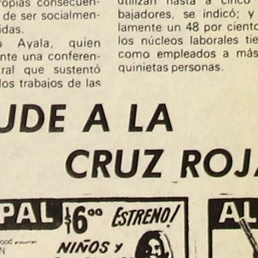 de ser socialmen-
Ayala, quien
nte una conferen-
ral que sustentó
los trabajos de las
utilizan hasta a cinco
bajadores, se indicó; y
lamente un 48 por ciento
los núcleos laborales tie
como empleados a más
quinietas personas.
UDE A LA
CRUZ ROJA
PAL $6.00 ESTRENO!
NIÑOS Y
AL